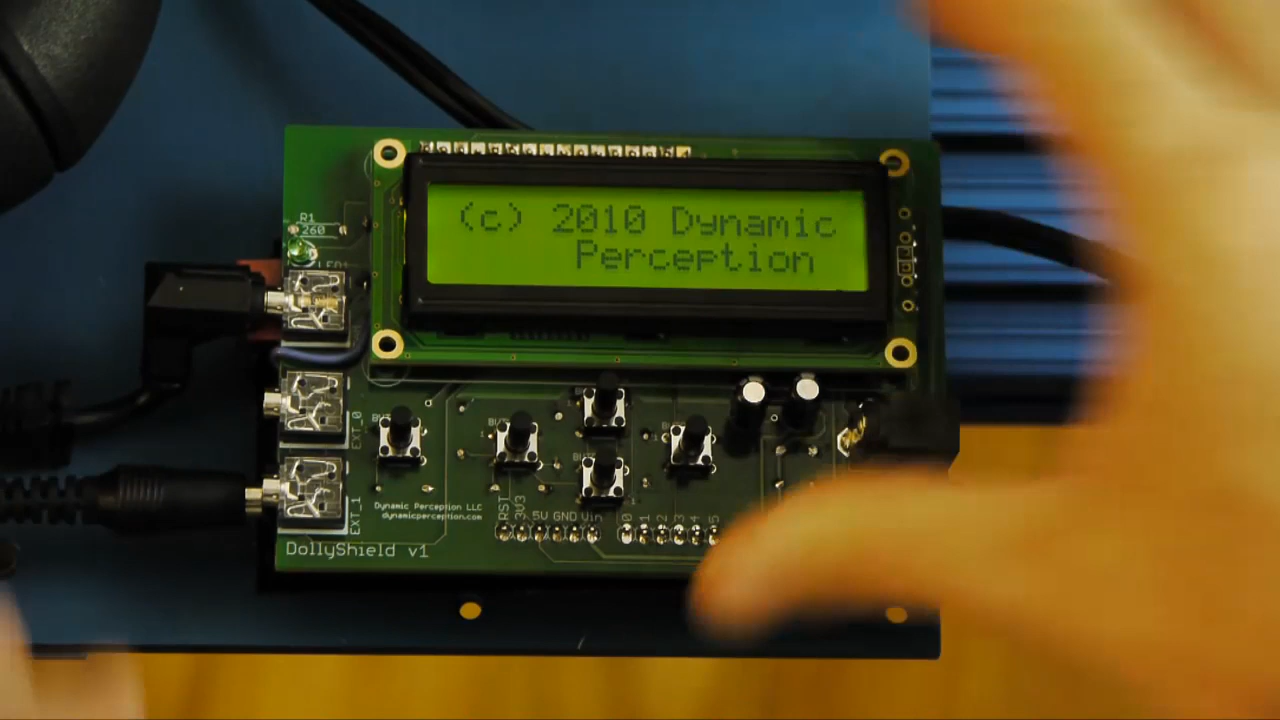 R1
260
LED1
(c) 2010 Dynamic
Perception
EXT_0
EXT_1
Dynamic Perception LLC
dynamicperception.com
RST 3V3 5V GND Vin 0 1 2 3 4 5
DollyShield v1